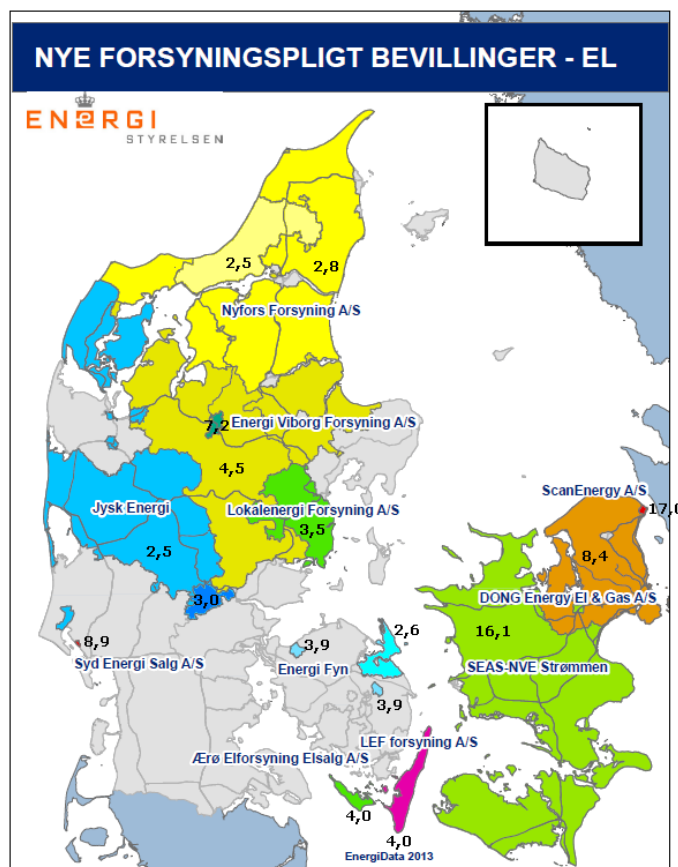 NYE FORSYNINGSPLIGT BEVILLINGER - EL
ENERGI
STYRELSEN
2,5
2,8
Nyfors Forsyning A/S
7,2
Energi Viborg Forsyning A/S
4,5
ScanEnergy A/S
Jysk Energi
Lokalenergi Forsyning A/S
17,0
3,5
2,5
8,4
3,0
DONG Energy El & Gas A/S
2,6
16,1
8,9
3,9
Syd Energi Salg A/S
Energi Fyn
SEAS-NVE Strømmen
3,9
LEF forsyning A/S
Ærø Elforsyning Elsalg A/S
4,0
4,0
EnergiData 2013